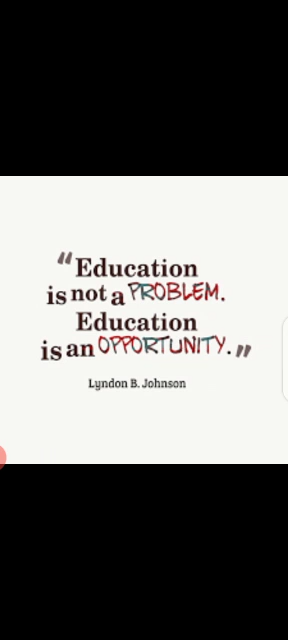 “Education
is not a PROBLEM.
Education
is an OPPORTUNITY.”
Lyndon B. Johnson